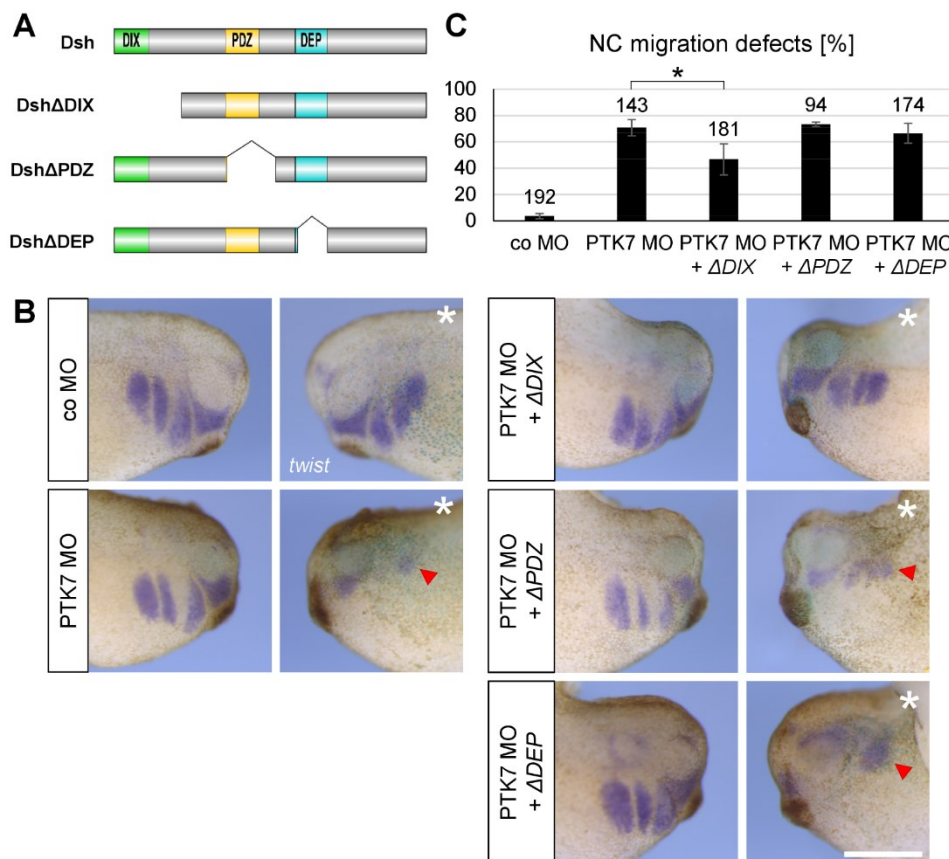 A
Dsh
DIX PDZ DEP
DshΔDIX
DshΔPDZ
DshΔDEP
C
NC migration defects [%]
*
100
80
60
40
20
0
192
143
181
94
174
co MO
PTK7 MO
PTK7 MO
+ ΔDIX
PTK7 MO
+ ΔPDZ
PTK7 MO
+ ΔDEP
B
co MO
*
twist
PTK7 MO
*
PTK7 MO
+ ΔDIX
*
PTK7 MO
+ ΔPDZ
*
PTK7 MO
+ ΔDEP
*